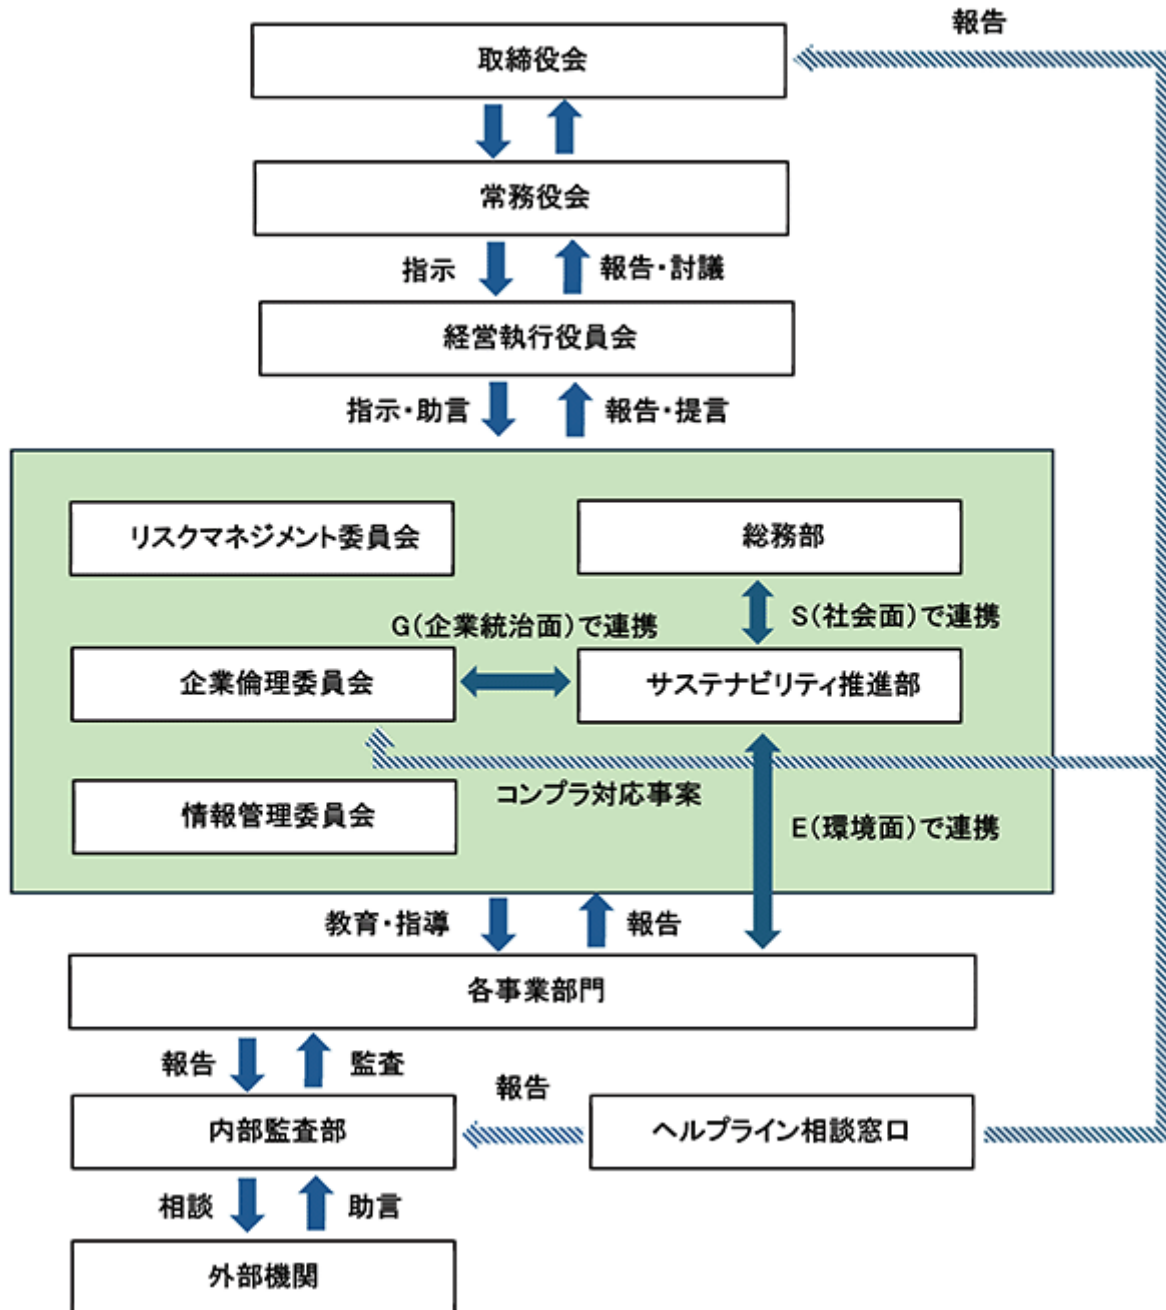 報告
取締役会
常務役会
指示
報告・討議
経営執行役員会
指示・助言
報告・提言
リスクマネジメント委員会
総務部
G(企業統治面)で連携
S(社会面)で連携
企業倫理委員会
サステナビリティ推進部
コンプラ対応事案
情報管理委員会
E(環境面)で連携
教育・指導
報告
各事業部門
報告
監査
報告
内部監査部
ヘルプライン相談窓口
相談
助言
外部機関